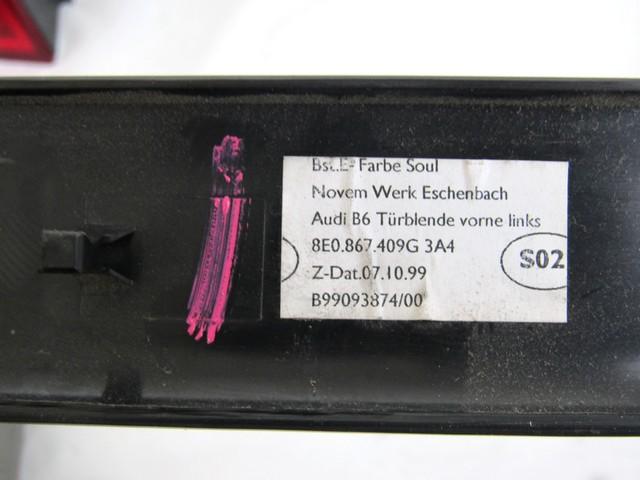 Farbe Soul
Novem Werk Eschenbach
Audi B6 Türblende vorne links
8E0.867.409G 3A4
Z-Dat.07.10.99
B99093874/00
S02